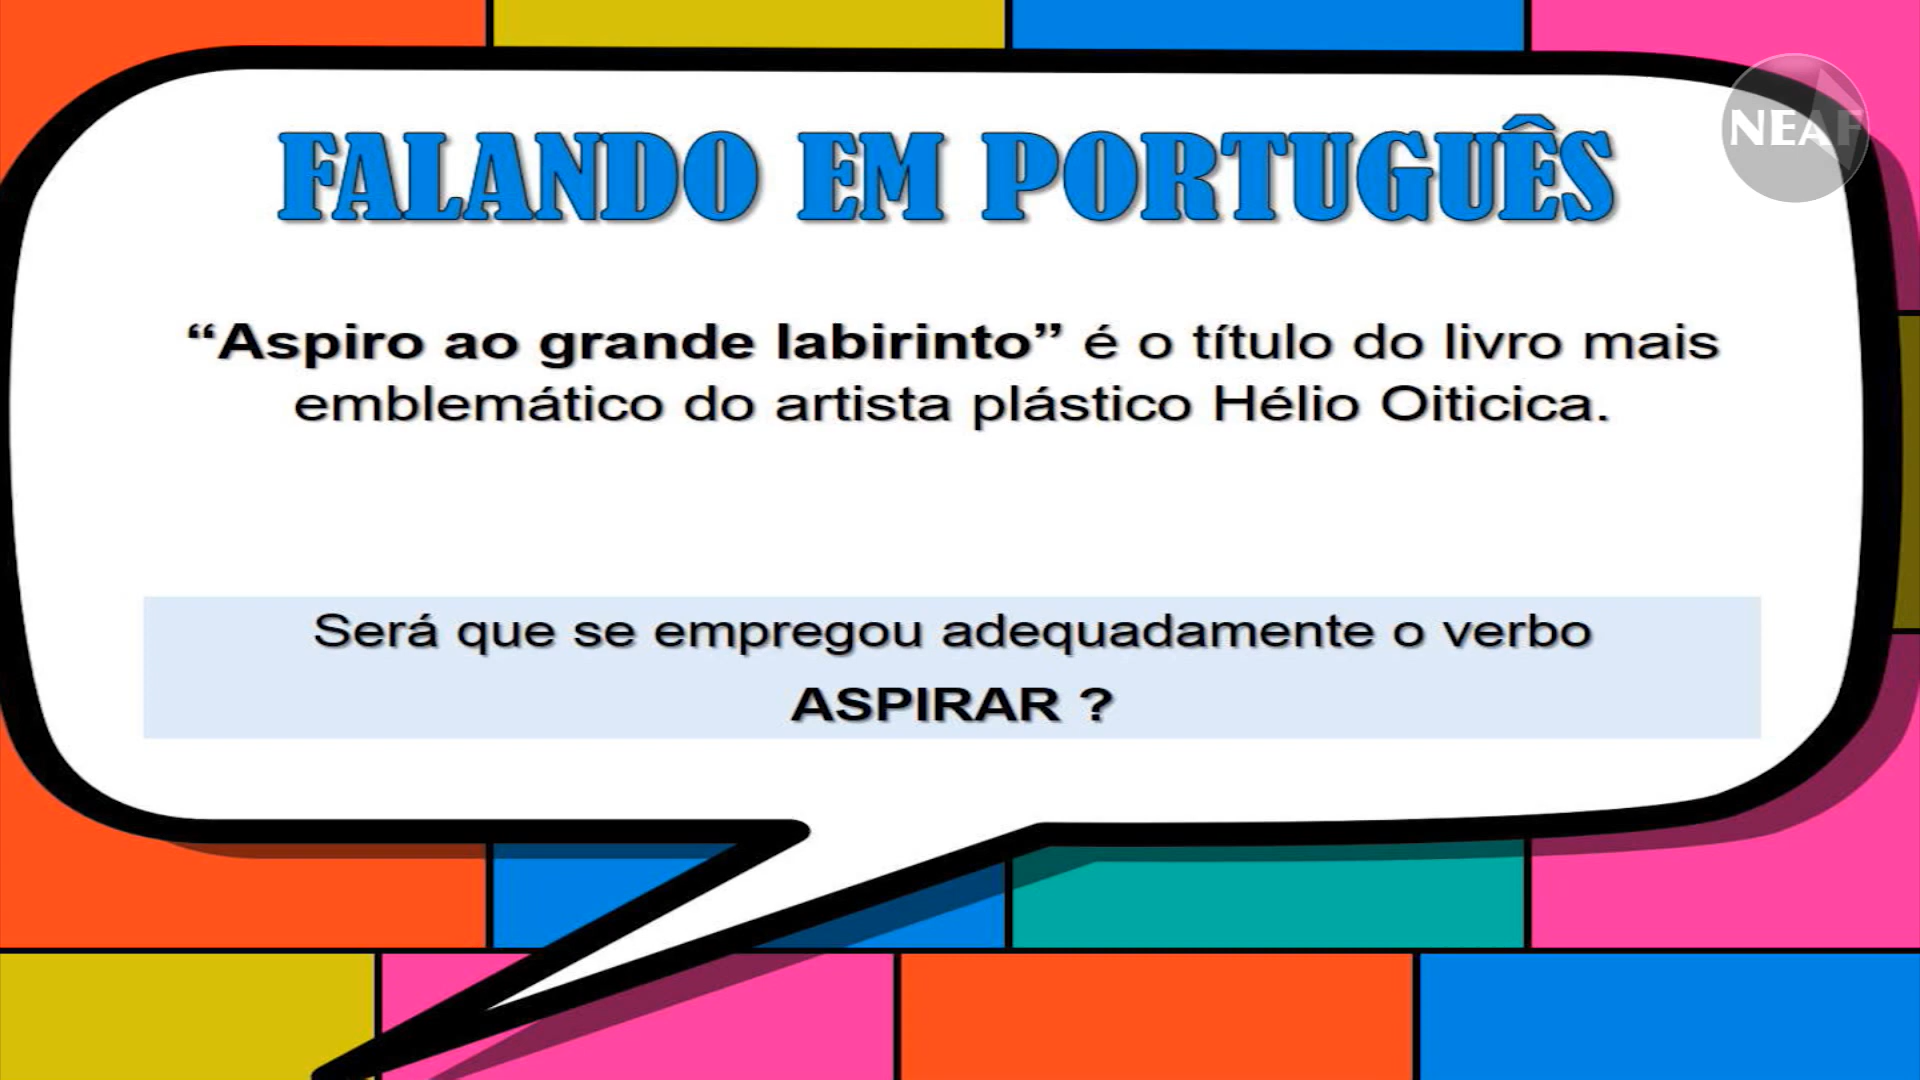 FALANDO EM PORTUGUÊS
NEAF
“Aspiro ao grande labirinto” é o título do livro mais
emblemático do artista plástico Hélio Oiticica.
Será que se empregou adequadamente o verbo
ASPIRAR ?